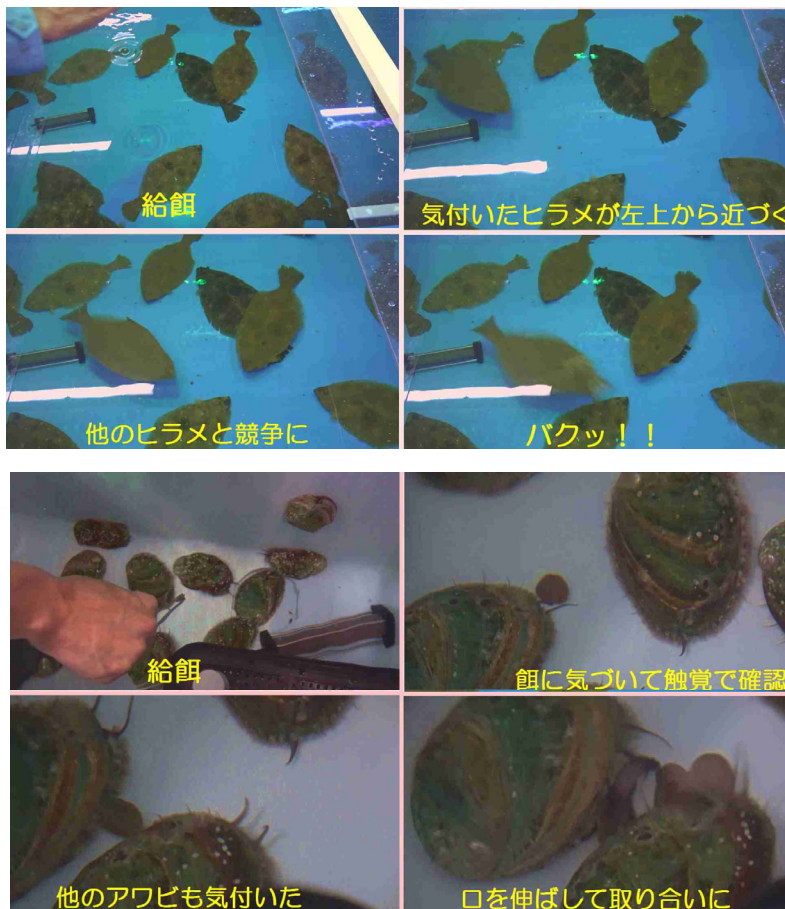 給餌
気付いたヒラメが左上から近づく
他のヒラメと競争に
バクッ！！
給餌
餌に気づいて触覚で確認
他のアワビも気付いた
口を伸ばして取り合いに